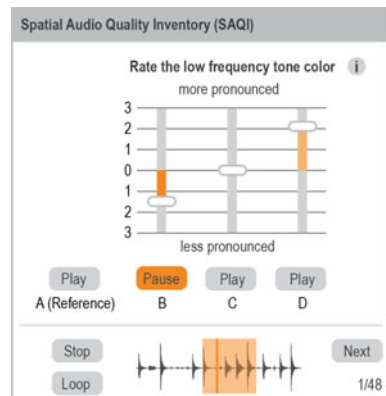 Spatial Audio Quality Inventory (SAQI)
Rate the low frequency tone color i
more pronounced
3
2
1
0
1
2
3
less pronounced
Play Pause Play Play
A (Reference) B C D
Stop Next
Loop 1/48